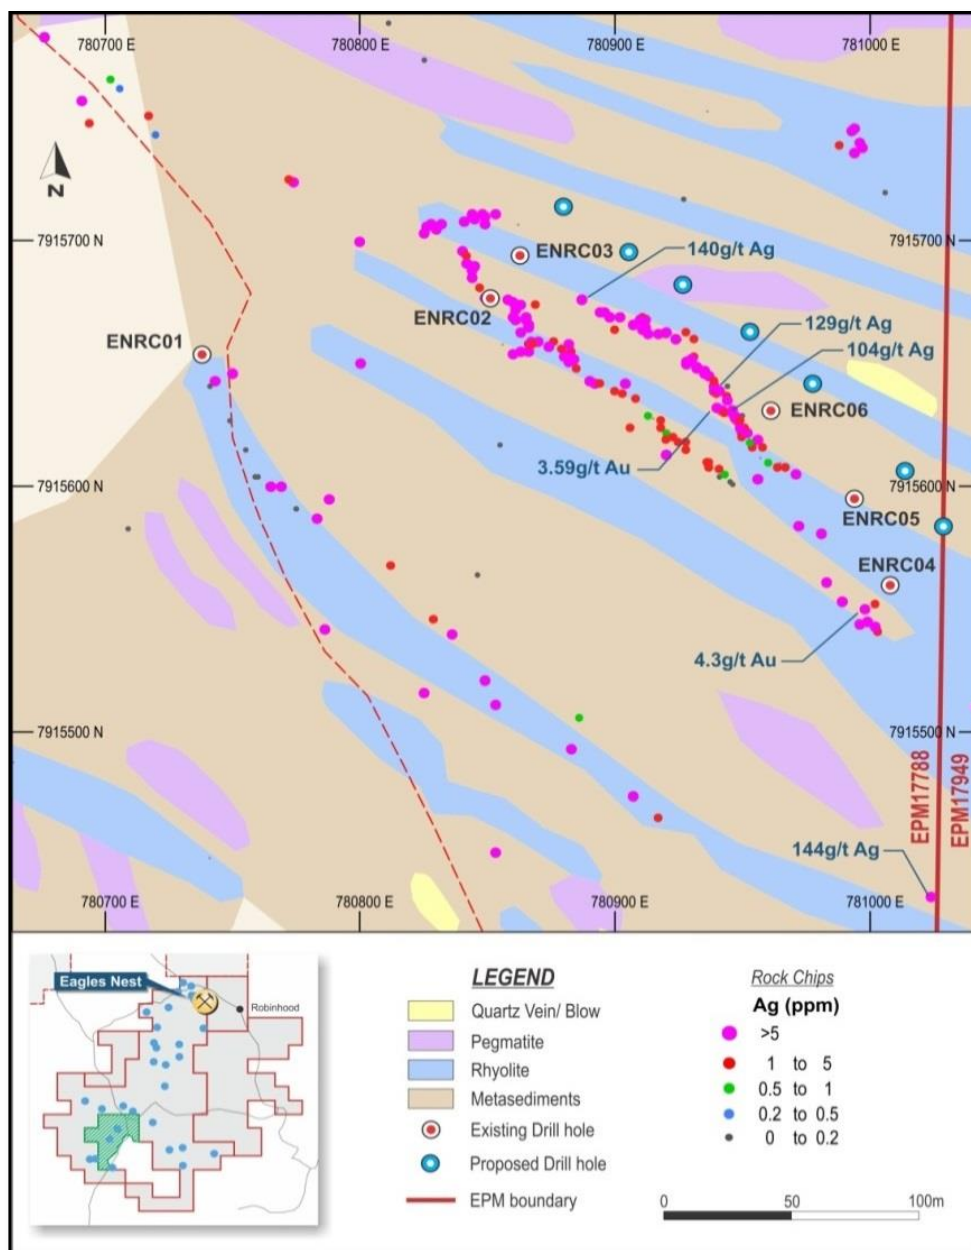 780700 E
780800 E
780900 E
781000 E
N
7915700 N
7915700 N
ENRC03
140g/t Ag
ENRC02
ENRC01
129g/t Ag
104g/t Ag
ENRC06
3.59g/t Au
7915600 N
7915600 N
ENRC05
ENRC04
4.3g/t Au
7915500 N
7915500 N
EPM17788
EPM17949
144g/t Ag
780700 E
780800 E
780900 E
781000 E
Eagles Nest
Robinhood
LEGEND
Quartz Vein/ Blow
Pegmatite
Rhyolite
Metasediments
Existing Drill hole
Proposed Drill hole
EPM boundary
Rock Chips
Ag (ppm)
>5
1 to 5
0.5 to 1
0.2 to 0.5
0 to 0.2
0 50 100m